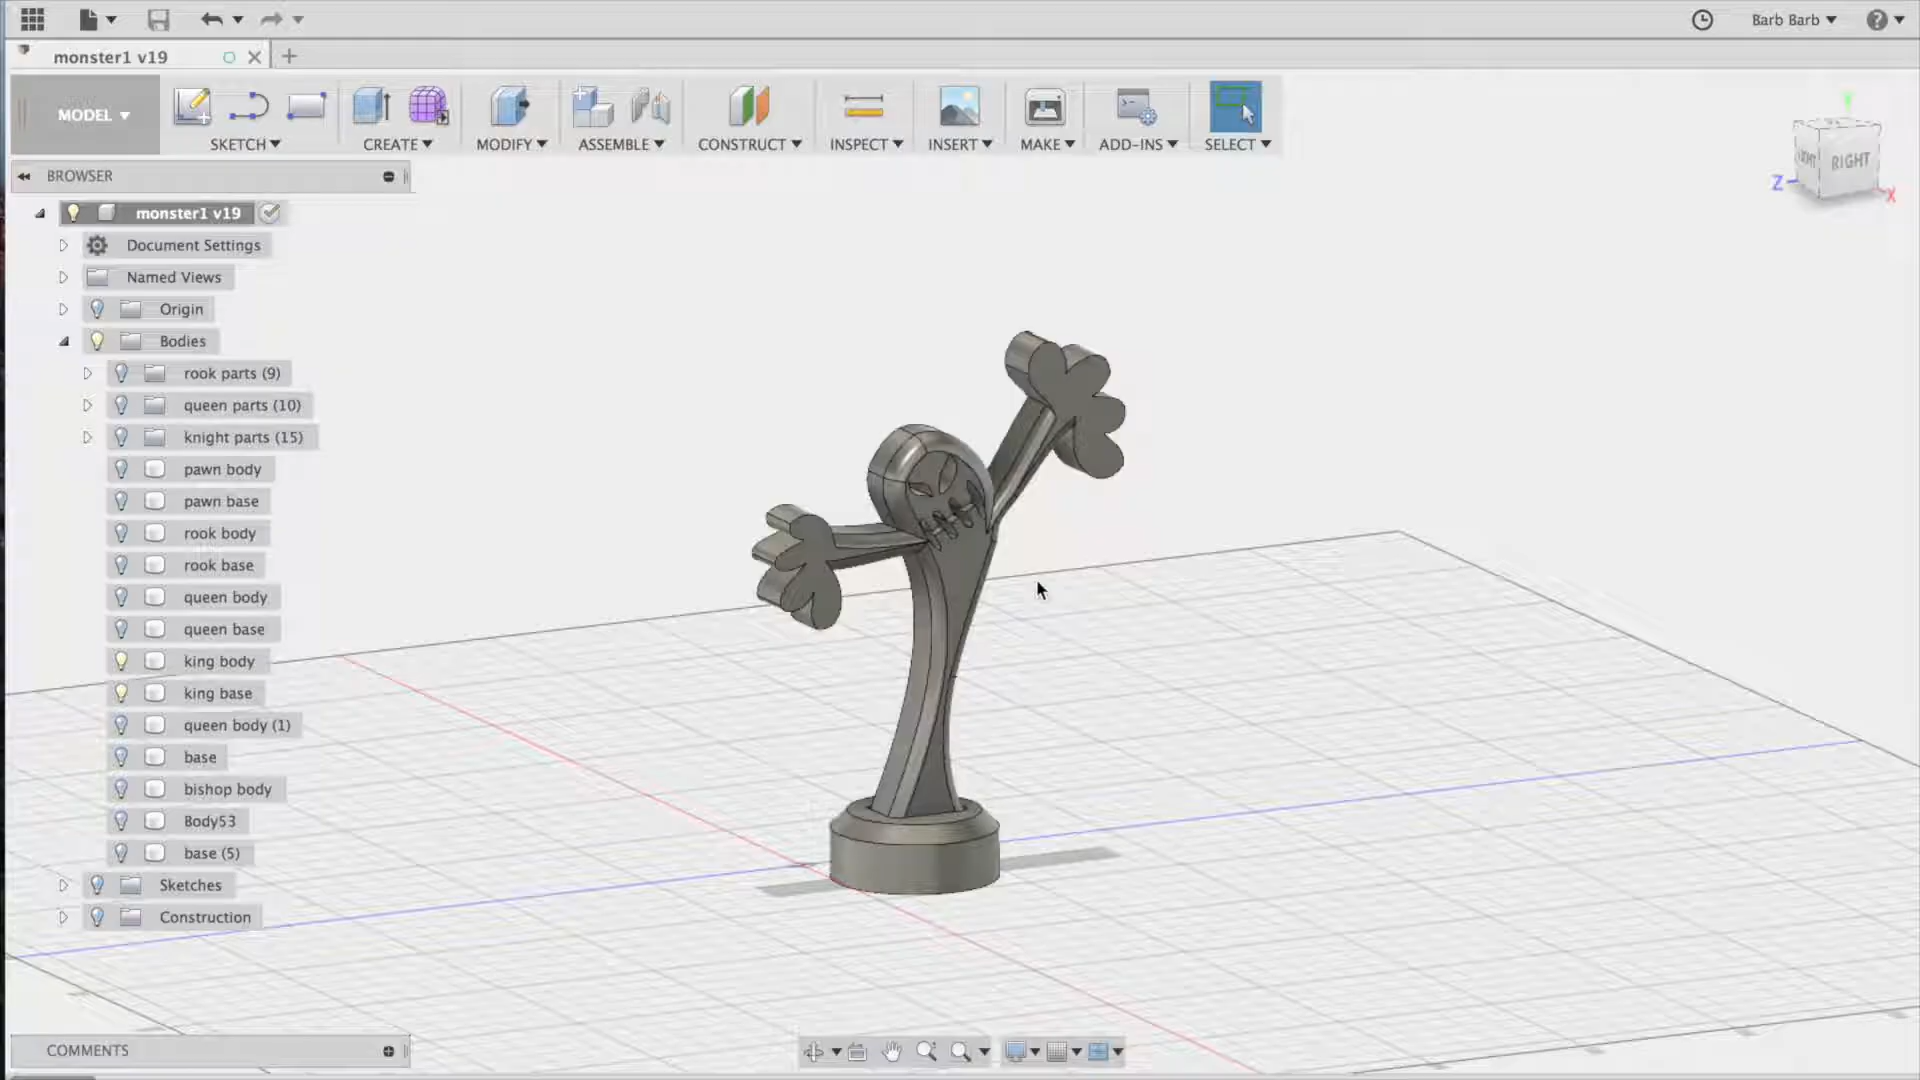 Barb Barb
monster1 v19
MODEL
SKETCH
CREATE
MODIFY
ASSEMBLE
CONSTRUCT
INSPECT
INSERT
MAKE
ADD-INS
SELECT
RIGHT
Z
X
BROWSER
monster1 v19
Document Settings
Named Views
Origin
Bodies
rook parts (9)
queen parts (10)
knight parts (15)
pawn body
pawn base
rook body
rook base
queen body
queen base
king body
king base
queen body (1)
base
bishop body
Body53
base (5)
Sketches
Construction
COMMENTS